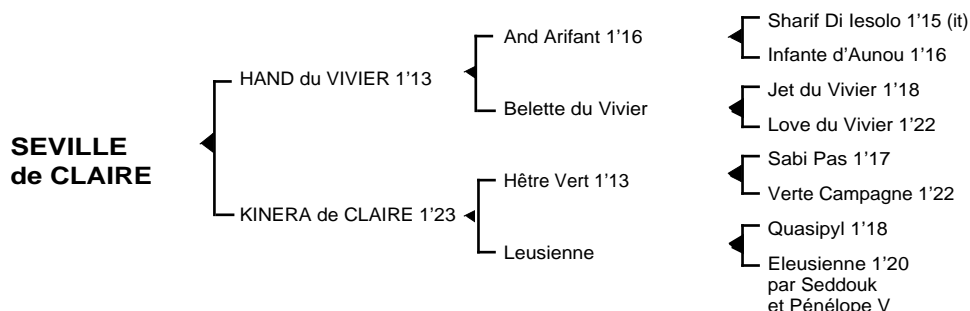 SEVILLE
de CLAIRE
HAND du VIVIER 1’13
KINERA de CLAIRE 1’23
And Arifant 1’16
Belette du Vivier
Hêtre Vert 1’13
Leusienne
Sharif Di Iesolo 1’15 (it)
Infante d’Aunou 1’16
Jet du Vivier 1’18
Love du Vivier 1’22
Sabi Pas 1’17
Verte Campagne 1’22
Quasipyl 1’18
Eleusienne 1’20
par Seddouk
et Pénélope V